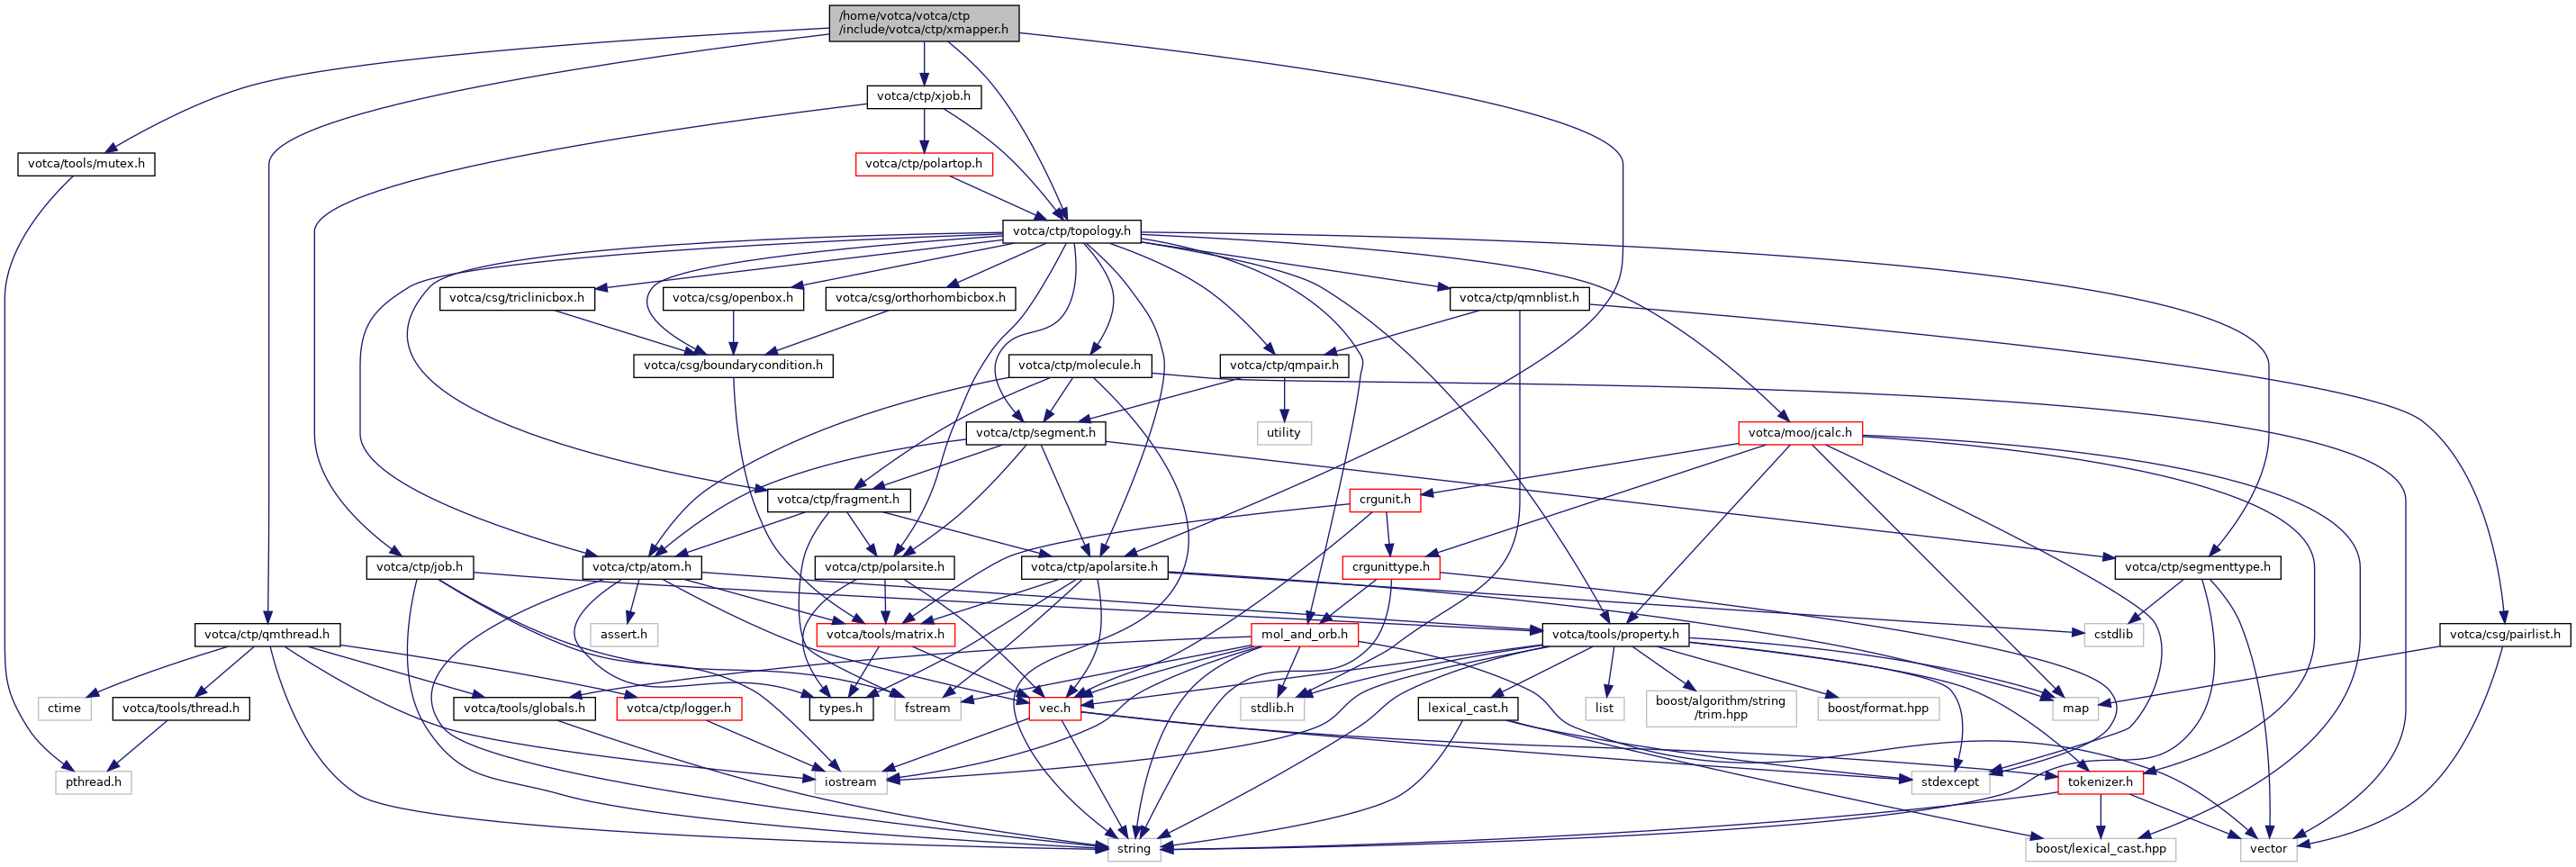 /home/votca/votca/ctp
/include/votca/ctp/xmapper.h
votca/ctp/xjob.h
votca/tools/mutex.h
votca/ctp/polartop.h
votca/ctp/topology.h
votca/csg/triclinicbox.h
votca/csg/openbox.h
votca/csg/orthorhombicbox.h
votca/ctp/qmnblist.h
votca/csg/boundarycondition.h
votca/ctp/molecule.h
votca/ctp/qmpair.h
votca/ctp/segment.h
utility
votca/moo/jcalc.h
votca/ctp/fragment.h
crgunit.h
votca/ctp/job.h
votca/ctp/atom.h
votca/ctp/polarsite.h
votca/ctp/apolarsite.h
crgunittype.h
votca/ctp/segmenttype.h
votca/ctp/qmthread.h
assert.h
votca/tools/matrix.h
mol_and_orb.h
votca/tools/property.h
cstdlib
votca/csg/pairlist.h
ctime
votca/tools/thread.h
votca/tools/globals.h
votca/ctp/logger.h
types.h
fstream
vec.h
stdlib.h
lexical_cast.h
list
boost/algorithm/string
/trim.hpp
boost/format.hpp
map
pthread.h
iostream
stdexcept
tokenizer.h
string
boost/lexical_cast.hpp
vector